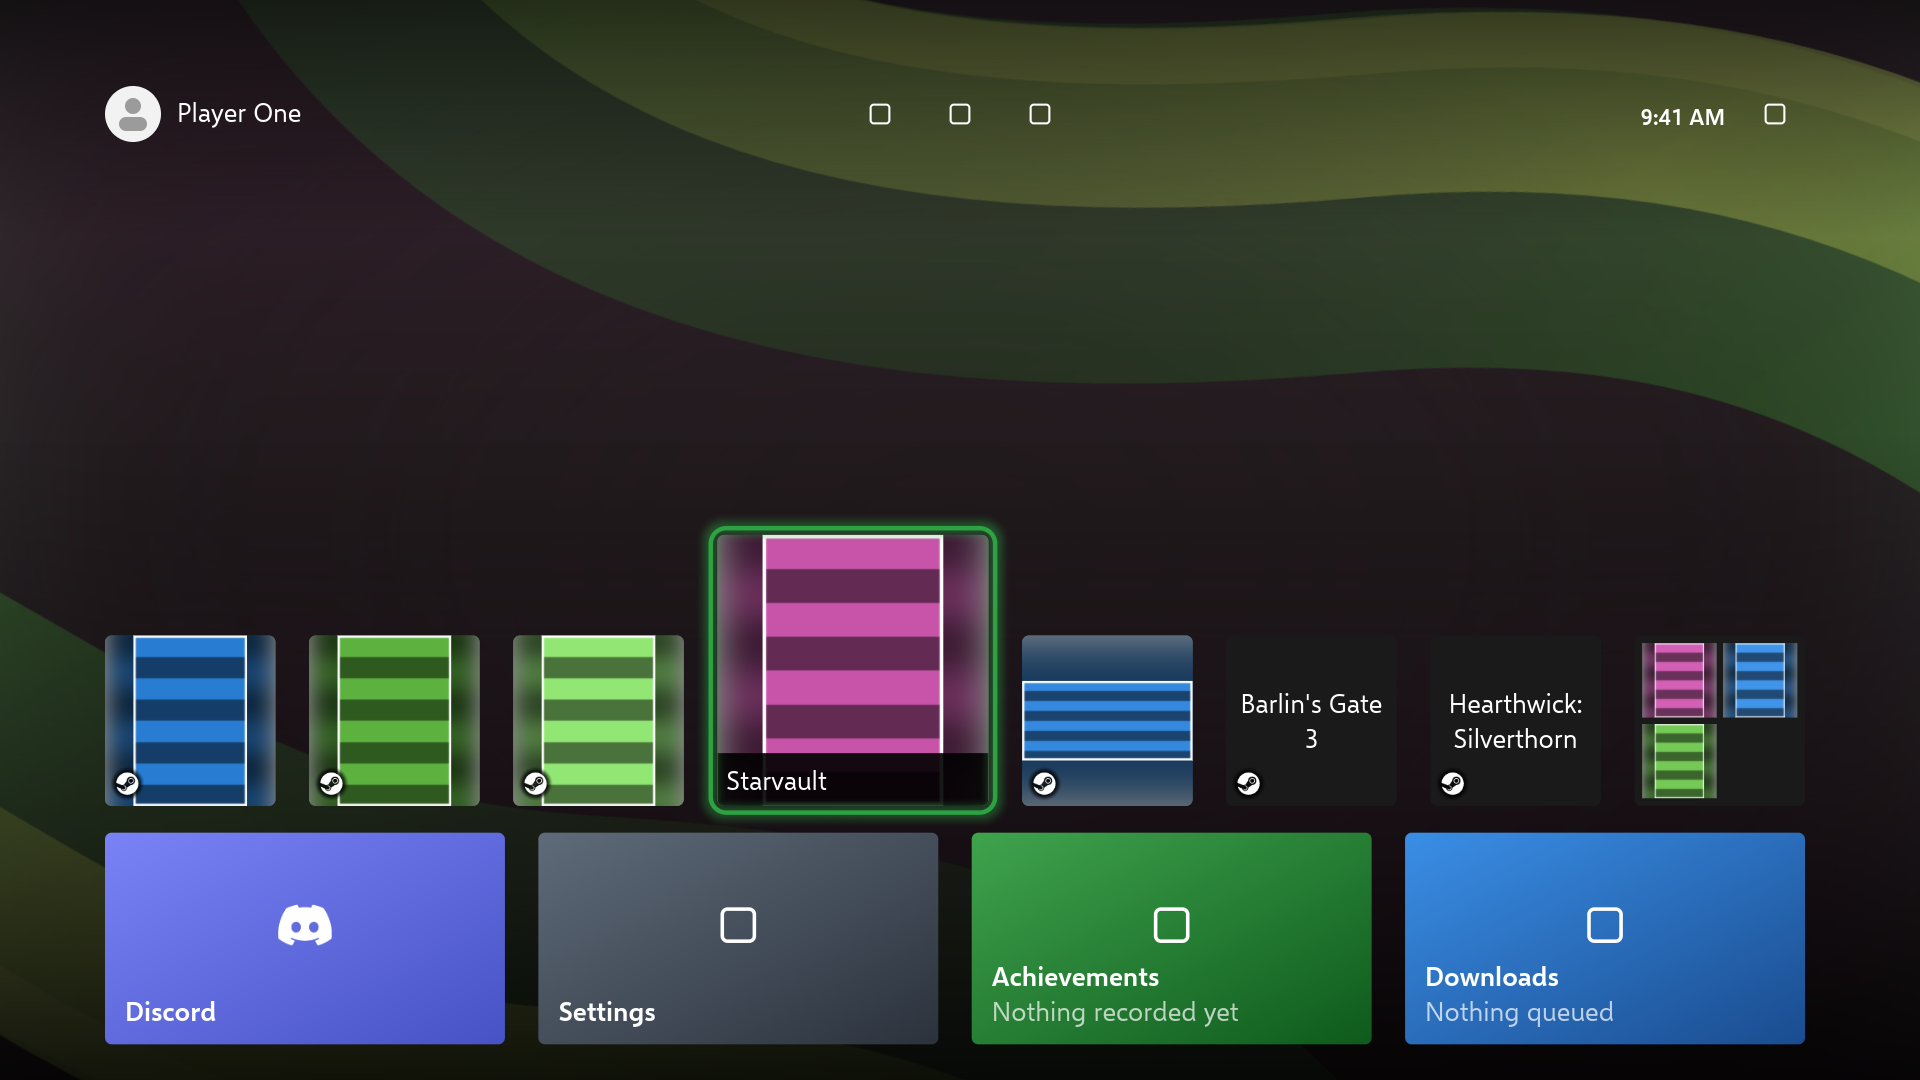 Player One
9:41 AM
Starvault
Barlin's Gate
3
Hearthwick:
Silverthorn
Discord
Settings
Achievements
Nothing recorded yet
Downloads
Nothing queued